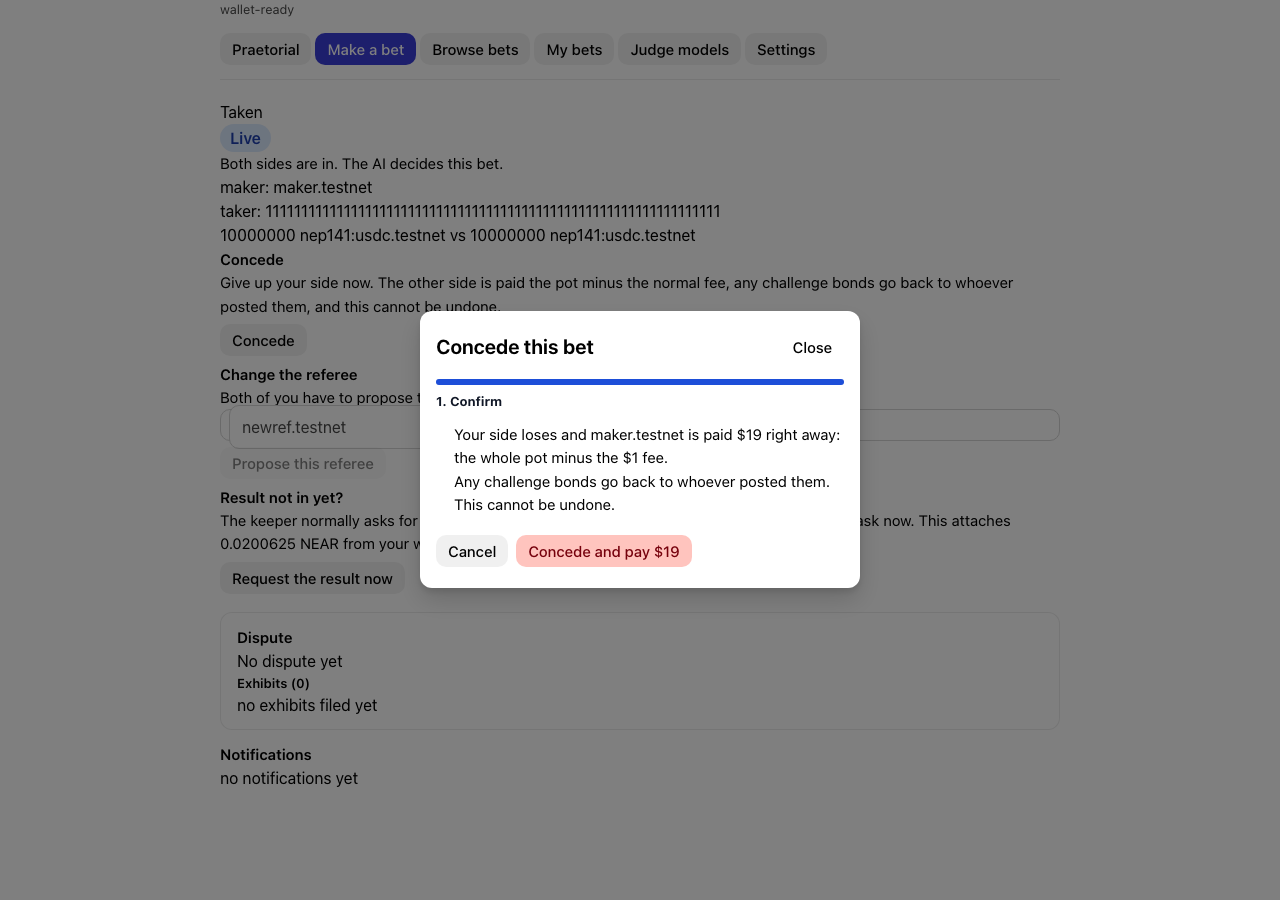 wallet-ready
Praetorial Make a bet Browse bets My bets Judge models Settings
Taken
Live
Both sides are in. The AI decides this bet.
maker: maker.testnet
taker: 1111111111111111111111111111111111111111111111111111111111111111
10000000 nep141:usdc.testnet vs 10000000 nep141:usdc.testnet
Concede
Give up your side now. The other side is paid the pot minus the normal fee, any challenge bonds go back to whoever
posted them, and this cannot be undone.
Concede
Change the referee
Both of you have to propose
newref.testnet
Propose this referee
Result not in yet?
The keeper normally asks for
ask now. This attaches
0.0200625 NEAR from your
Request the result now
Concede this bet
Close
1. Confirm
Your side loses and maker.testnet is paid $19 right away:
the whole pot minus the $1 fee.
Any challenge bonds go back to whoever posted them.
This cannot be undone.
Cancel Concede and pay $19
Dispute
No dispute yet
Exhibits (0)
no exhibits filed yet
Notifications
no notifications yet